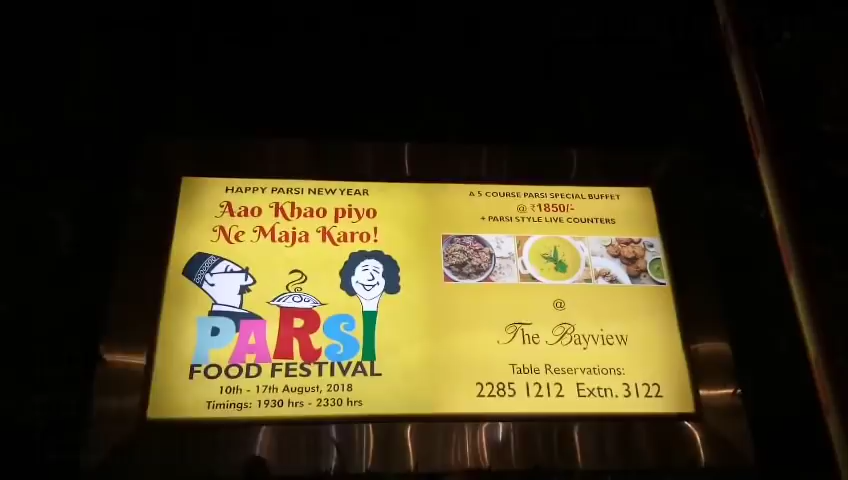 HAPPY PARSI NEW YEAR
Aao Khao piyo
Ne Maja Karo!
PARSI
FOOD FESTIVAL
10th - 17th August, 2018
Timings: 1930 hrs - 2330 hrs
A 5 COURSE PARSI SPECIAL BUFFET
@ ₹1850/-
+ PARSI STYLE LIVE COUNTERS
@
The Bayview
Table Reservations:
2285 1212 Extn. 3122